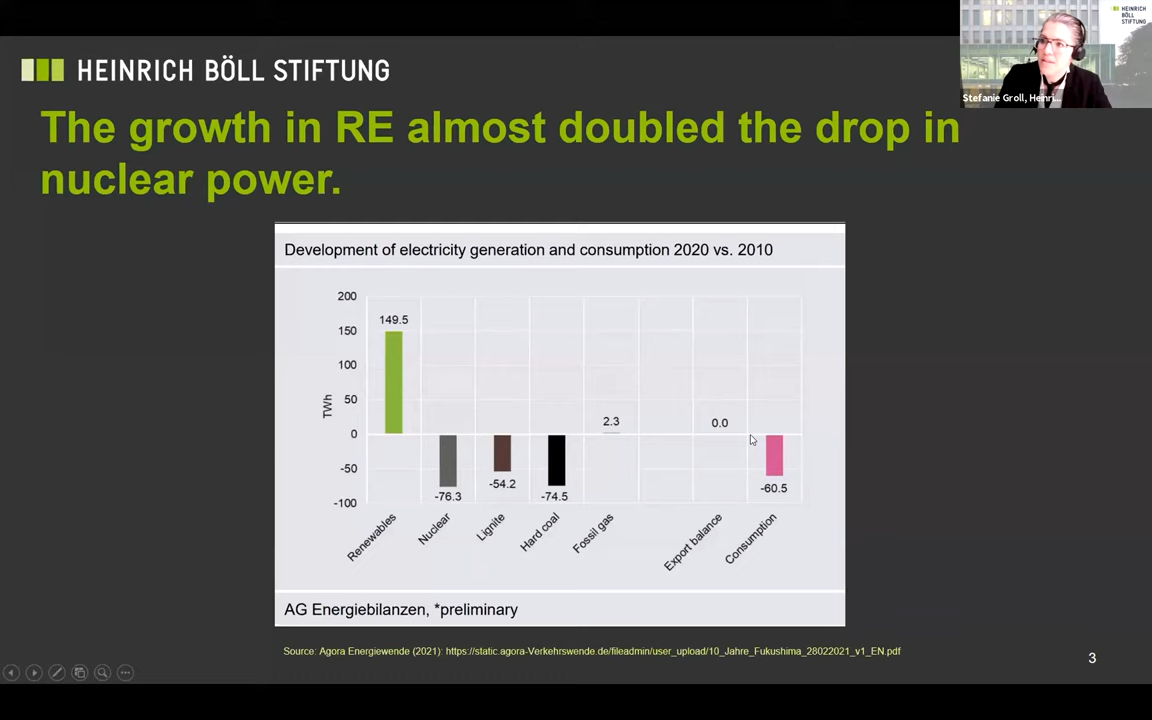 HEINRICH BÖLL STIFTUNG
HEINRICH
BÖLL
STIFTUNG
Stefanie Groll, Heinri...
The growth in RE almost doubled the drop in
nuclear power.
Development of electricity generation and consumption 2020 vs. 2010
200
150
100
50
0
-50
-100
TWh
149.5
-76.3
-54.2
-74.5
2.3
0.0
-60.5
Renewables
Nuclear
Lignite
Hard coal
Fossil gas
Export balance
Consumption
AG Energiebilanzen, *preliminary
Source: Agora Energiewende (2021): https://static.agora-Verkehrswende.de/fileadmin/user_upload/10_Jahre_Fukushima_28022021_v1_EN.pdf
3